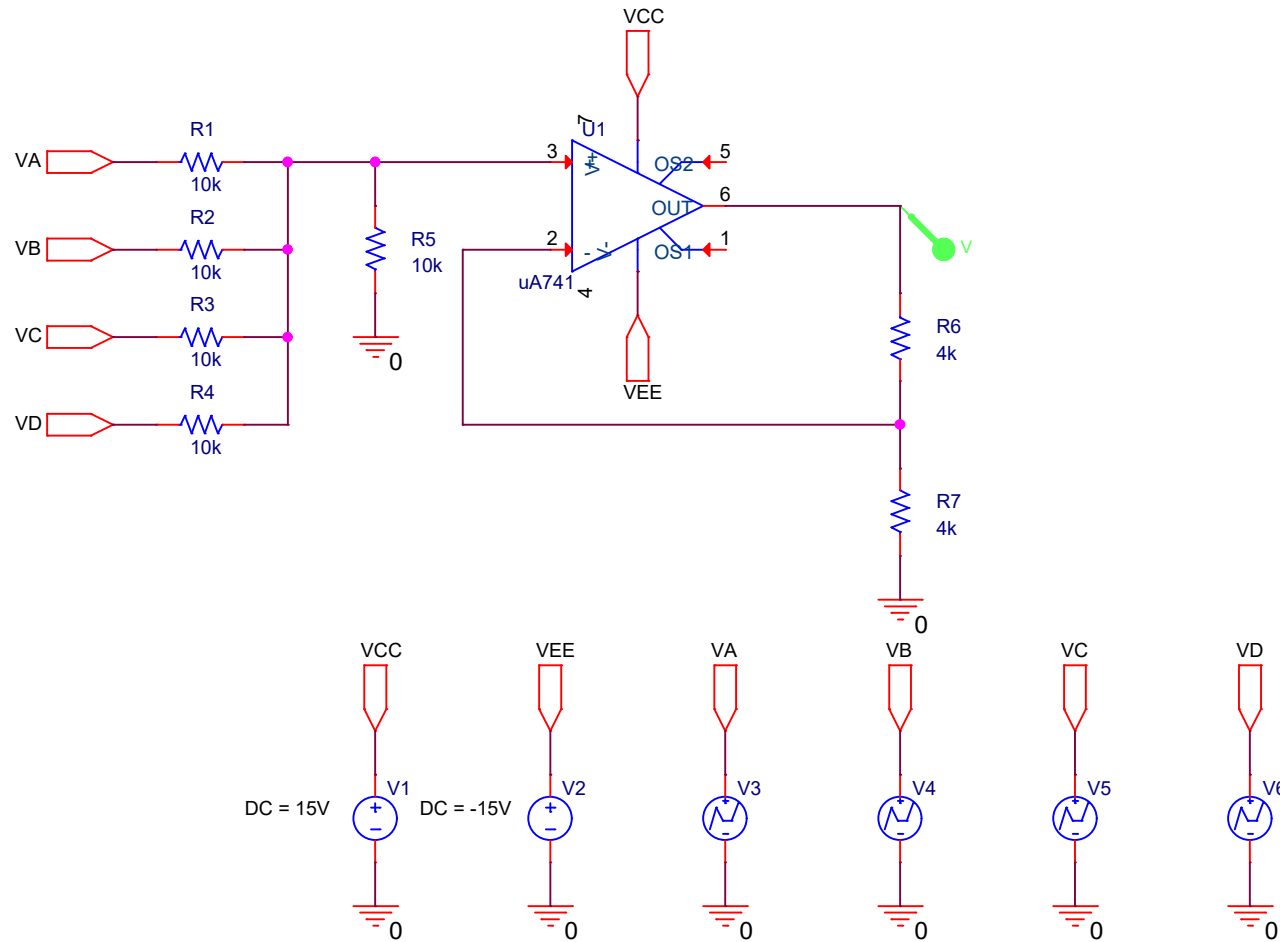 VCC
R1
7
U1
VA
10k
3
V+
+
OS2
5
R2
OUT
6
VB
10k
R5
10k
2
-
V-
OS1
1
V
uA741
4
R3
VC
10k
0
R6
4k
VEE
R4
VD
10k
R7
4k
0
VCC
VEE
VA
VB
VC
VD
V1
V2
V3
V4
V5
V6
DC = 15V
DC = -15V
0
0
0
0
0
0